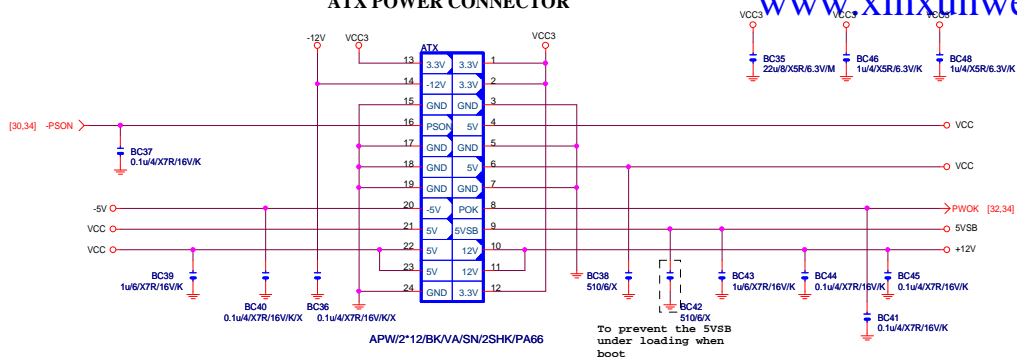 ATX POWER CONNECTOR
www.xinxunwe
-12V
VCC3
VCC3
VCC3
VCC3
VCC3
ATX
BC35
22u/8/X5R/6.3V/M
BC46
1u/4/X5R/6.3V/K
BC48
1u/4/X5R/6.3V/K
13 3.3V 3.3V 1
14 -12V 3.3V 2
15 GND GND 3
[30,34] -PSON 16 PSON 5V 4 VCC
17 GND GND 5
18 GND 5V 6 VCC
19 GND GND 7
-5V 20 -5V POK 8 PWOK [32,34]
VCC 21 5V 5VSB 9 5VSB
VCC 22 5V 12V 10 +12V
23 5V 12V 11
24 GND 3.3V 12
BC37
0.1u/4/X7R/16V/K
BC39
1u/6/X7R/16V/K
BC40
0.1u/4/X7R/16V/K/X
BC36
0.1u/4/X7R/16V/K/X
BC38
510/6/X
BC42
510/6/X
BC43
1u/6/X7R/16V/K
BC44
0.1u/4/X7R/16V/K
BC45
0.1u/4/X7R/16V/K
BC41
0.1u/4/X7R/16V/K
APW/2*12/BK/VA/SN/2SHK/PA66
To prevent the 5VSB
under loading when
boot